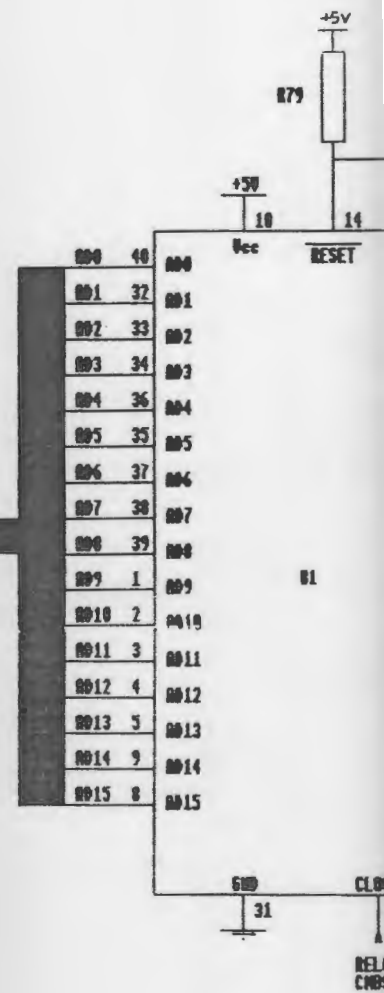 +5V
R79
+5V
10 14
Vcc RESET
AD0 40 AD0
AD1 32 AD1
AD2 33 AD2
AD3 34 AD3
AD4 36 AD4
AD5 35 AD5
AD6 37 AD6
AD7 38 AD7
AD8 39 AD8
AD9 1 AD9
AD10 2 AD10
AD11 3 AD11
AD12 4 AD12
AD13 5 AD13
AD14 9 AD14
AD15 8 AD15
U1
GND
31